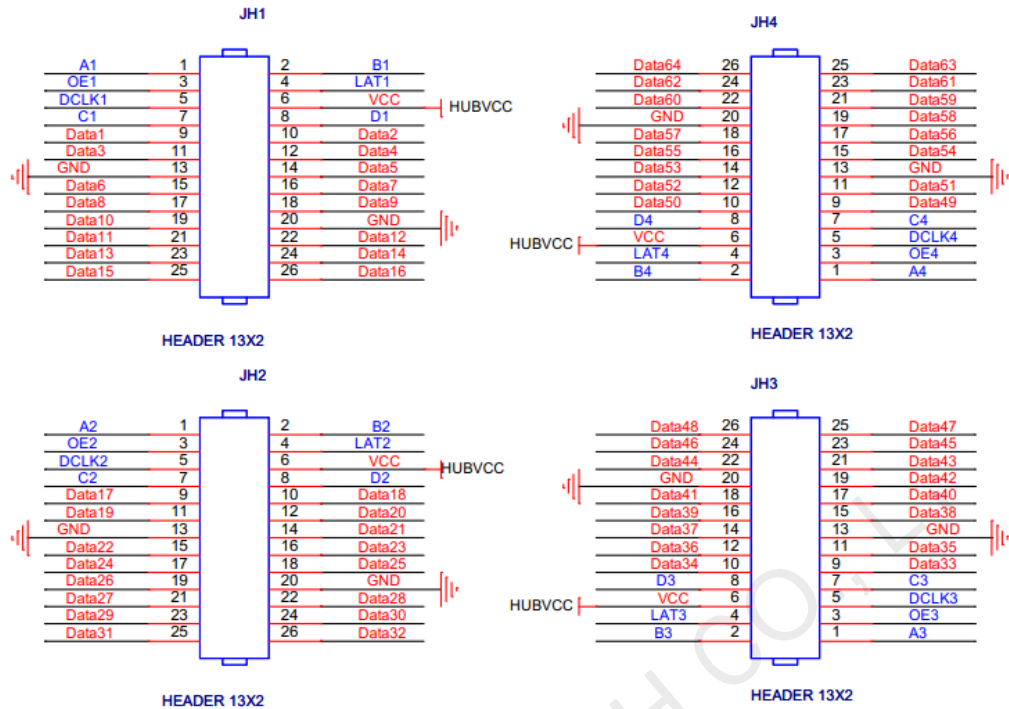 JH1
A1 1 2 B1
OE1 3 4 LAT1
DCLK1 5 6 VCC HUBVCC
C1 7 8 D1
Data1 9 10 Data2
Data3 11 12 Data4
GND 13 14 Data5
Data6 15 16 Data7
Data8 17 18 Data9
Data10 19 20 GND
Data11 21 22 Data12
Data13 23 24 Data14
Data15 25 26 Data16
HEADER 13X2
JH4
Data64 26 25 Data63
Data62 24 23 Data61
Data60 22 21 Data59
GND 20 19 Data58
Data57 18 17 Data56
Data55 16 15 Data54
Data53 14 13 GND
Data52 12 11 Data51
Data50 10 9 Data49
D4 8 7 C4
HUBVCC VCC 6 5 DCLK4
LAT4 4 3 OE4
B4 2 1 A4
HEADER 13X2
JH2
A2 1 2 B2
OE2 3 4 LAT2
DCLK2 5 6 VCC HUBVCC
C2 7 8 D2
Data17 9 10 Data18
Data19 11 12 Data20
GND 13 14 Data21
Data22 15 16 Data23
Data24 17 18 Data25
Data26 19 20 GND
Data27 21 22 Data28
Data29 23 24 Data30
Data31 25 26 Data32
HEADER 13X2
JH3
Data48 26 25 Data47
Data46 24 23 Data45
Data44 22 21 Data43
GND 20 19 Data42
Data41 18 17 Data40
Data39 16 15 Data38
Data37 14 13 GND
Data36 12 11 Data35
Data34 10 9 Data33
D3 8 7 C3
HUBVCC VCC 6 5 DCLK3
LAT3 4 3 OE3
B3 2 1 A3
HEADER 13X2
H CO., L